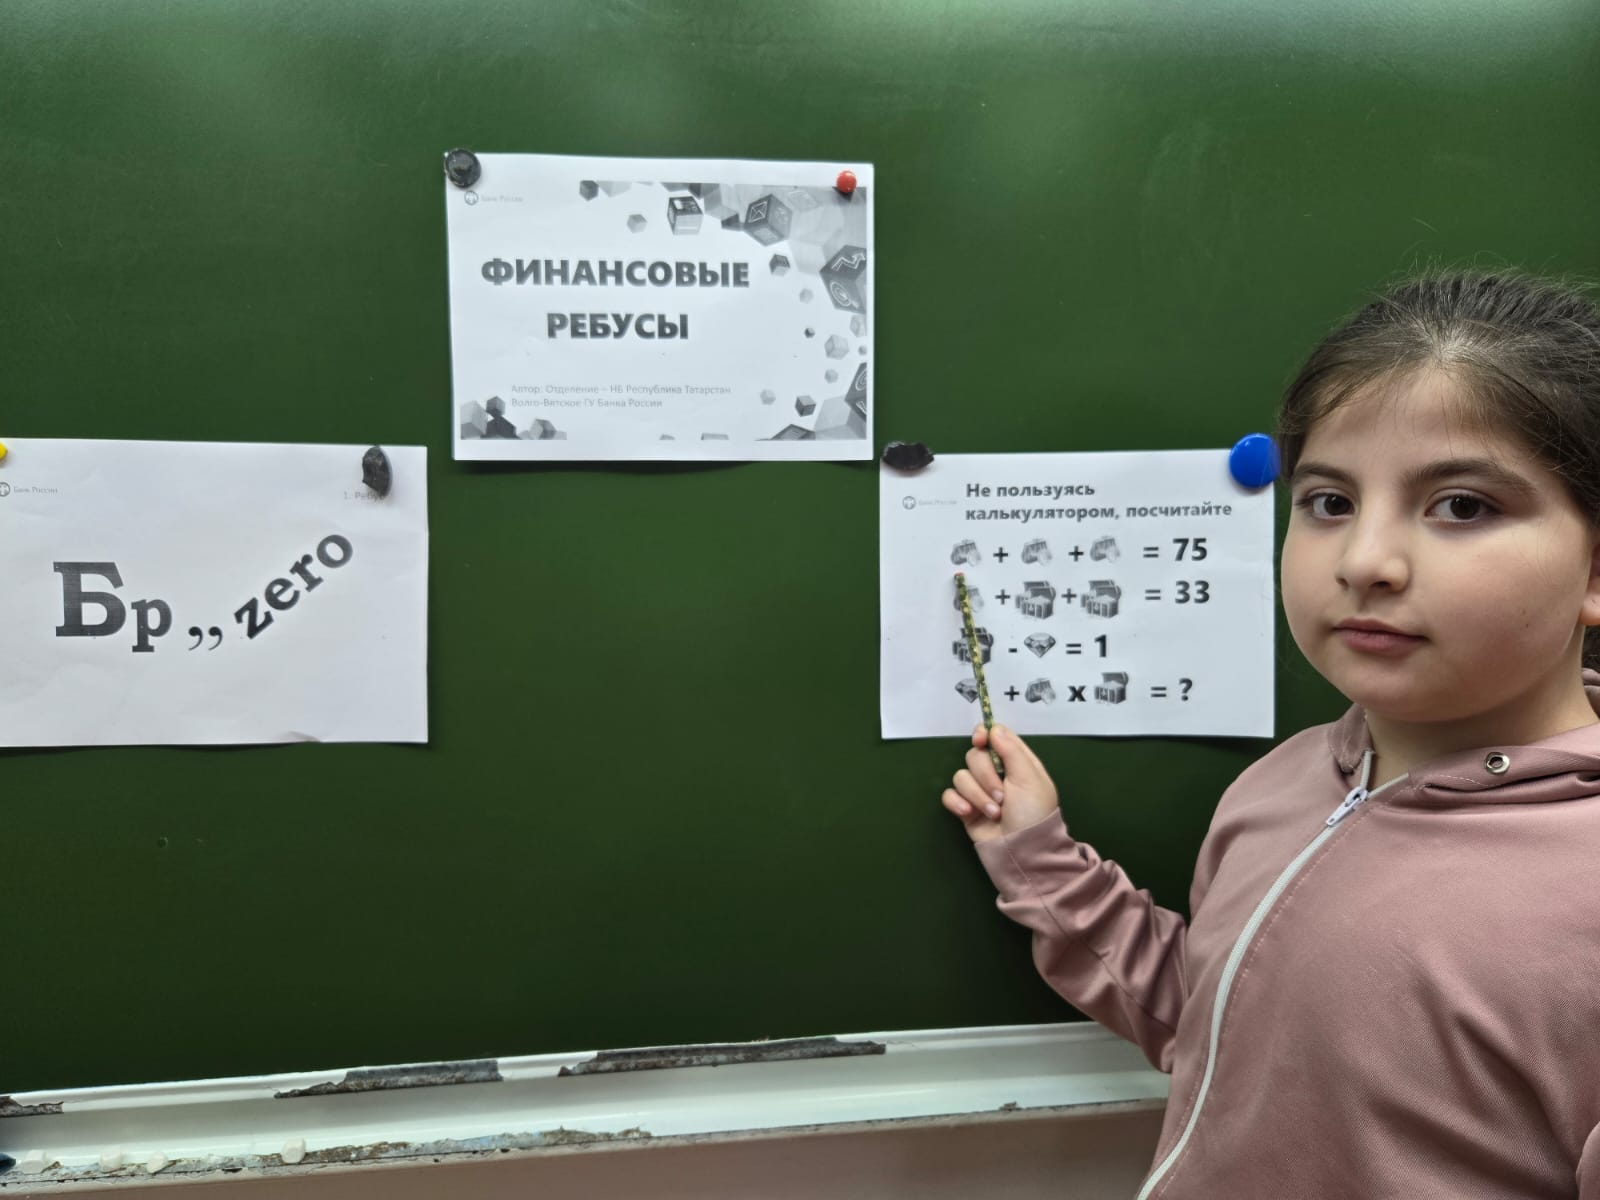 Банк России
ФИНАНСОВЫЕ
РЕБУСЫ
Автор: Отделение – НБ Республика Татарстан
Волго-Вятское ГУ Банка России
Банк России
1. Ребус
Бр,, zero
Банк России
Не пользуясь
калькулятором, посчитайте
+ + = 75
+ + = 33
- = 1
+ x = ?